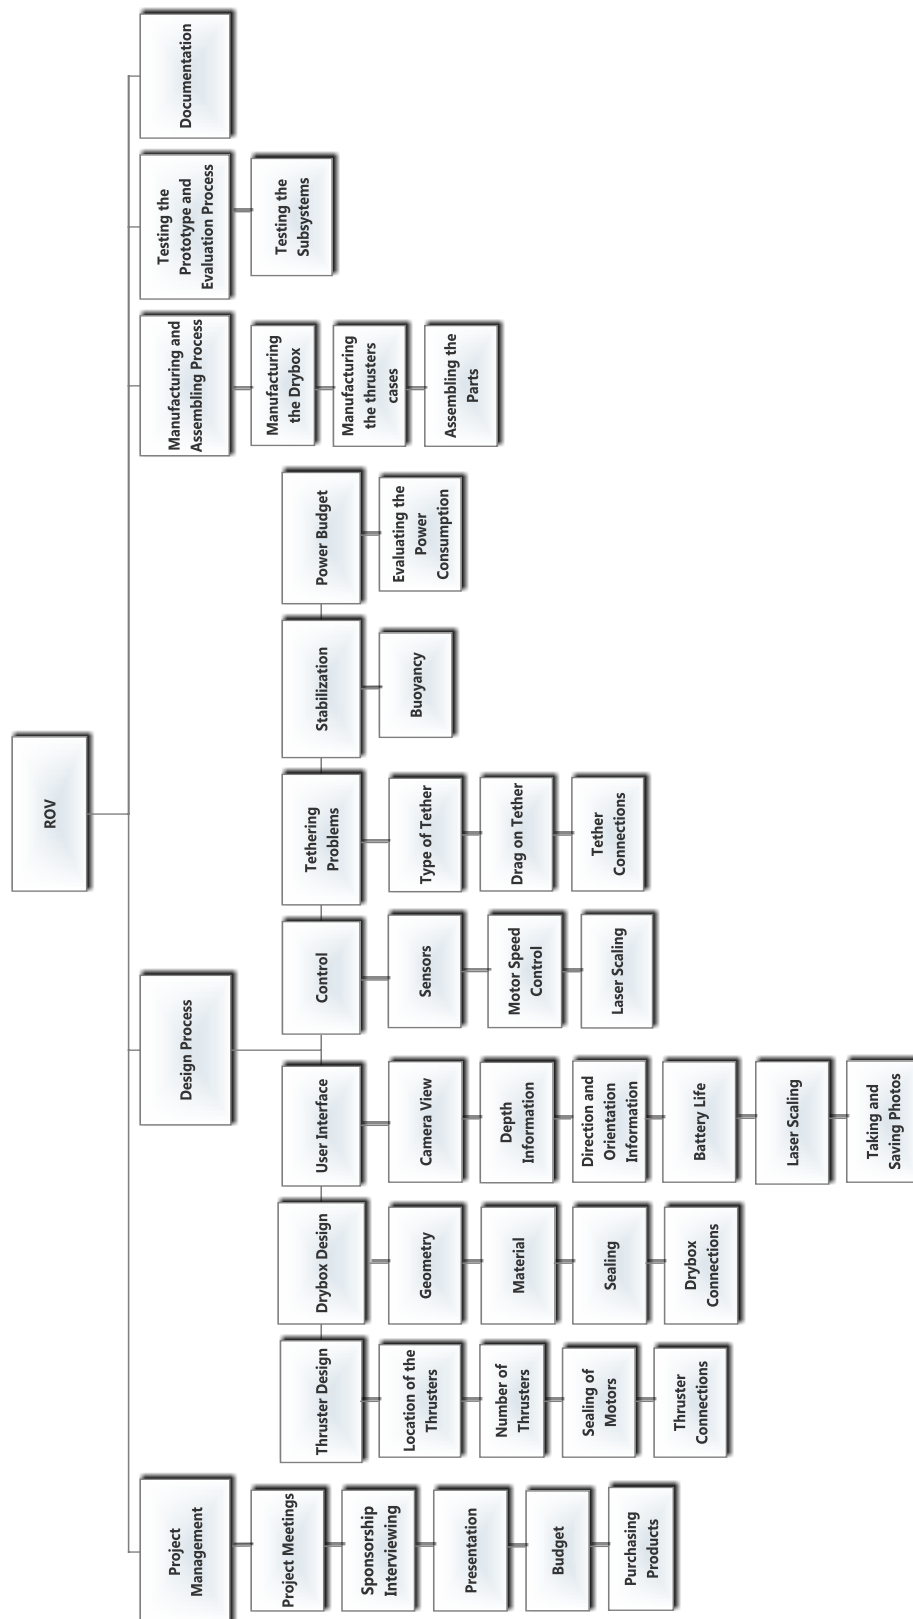 ROV
Project
Management
Project Meetings
Sponsorship
Interviewing
Presentation
Budget
Purchasing
Products
Design Process
Thruster Design
Location of the
Thrusters
Number of
Thrusters
Sealing of
Motors
Thruster
Connections
Drybox Design
Geometry
Material
Sealing
Drybox
Connections
User Interface
Camera View
Depth
Information
Direction and
Orientation
Information
Battery Life
Laser Scaling
Taking and
Saving Photos
Control
Sensors
Motor Speed
Control
Laser Scaling
Tethering
Problems
Type of Tether
Drag on Tether
Tether
Connections
Stabilization
Buoyancy
Power Budget
Evaluating the
Power
Consumption
Manufacturing and
Assembling Process
Manufacturing
the Drybox
Manufacturing
the thrusters
cases
Assembling the
Parts
Testing the
Prototype and
Evaluation Process
Testing the
Subsystems
Documentation